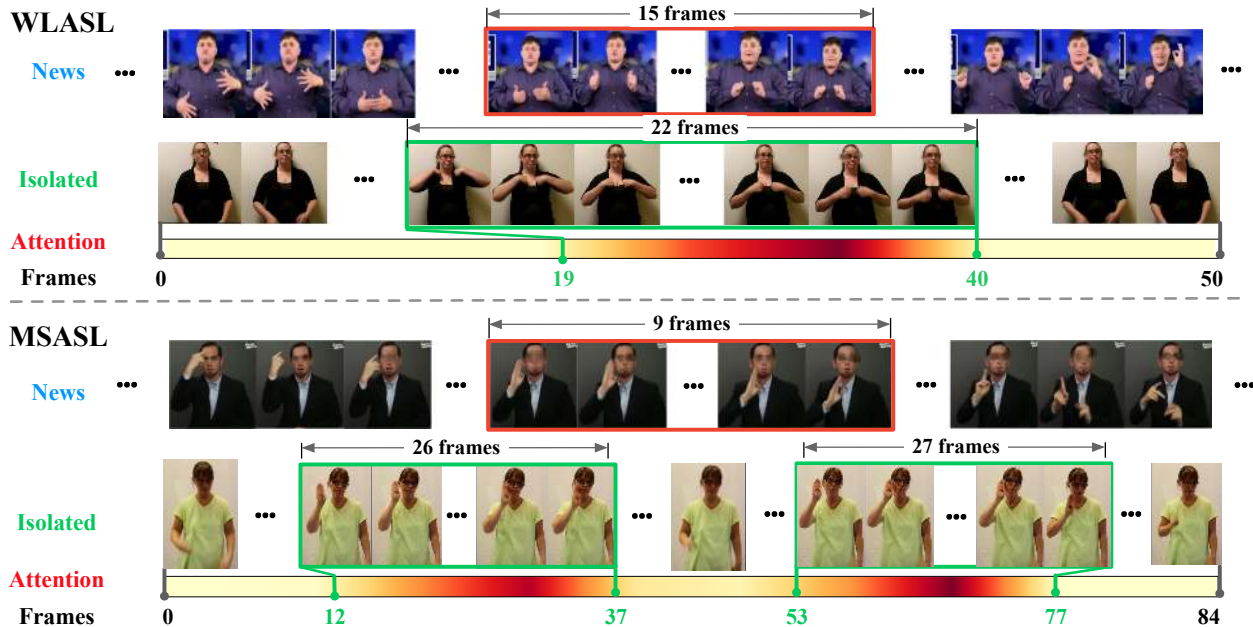 WLASL
15 frames
News
22 frames
Isolated
Attention
Frames
0
19
40
50
MSASL
9 frames
News
26 frames
27 frames
Isolated
Attention
Frames
0
12
37
53
77
84